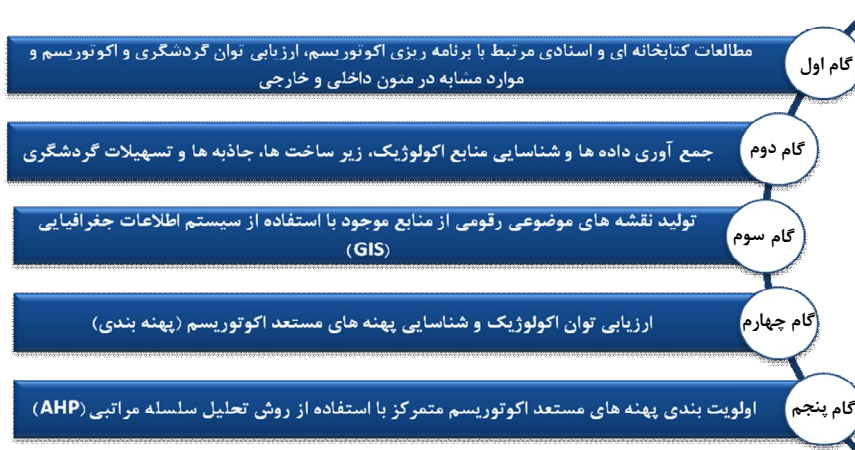 گام اول
مطالعات کتابخانه ای و اسنادی مرتبط با برنامه ریزی اکوتوریسم، ارزیابی توان گردشگری و اکوتوریسم و
موارد مشابه در متون داخلی و خارجی
گام دوم
جمع آوری داده ها و شناسایی منابع اکولوژیک، زیر ساخت ها، جاذبه ها و تسهیلات گردشگری
گام سوم
تولید نقشه های موضوعی رقومی از منابع موجود با استفاده از سیستم اطلاعات جغرافیایی
(GIS)
گام چهارم
ارزیابی توان اکولوژیک و شناسایی پهنه های مستعد اکوتوریسم (پهنه بندی)
گام پنجم
اولویت بندی پهنه های مستعد اکوتوریسم متمرکز با استفاده از روش تحلیل سلسله مراتبی (AHP)